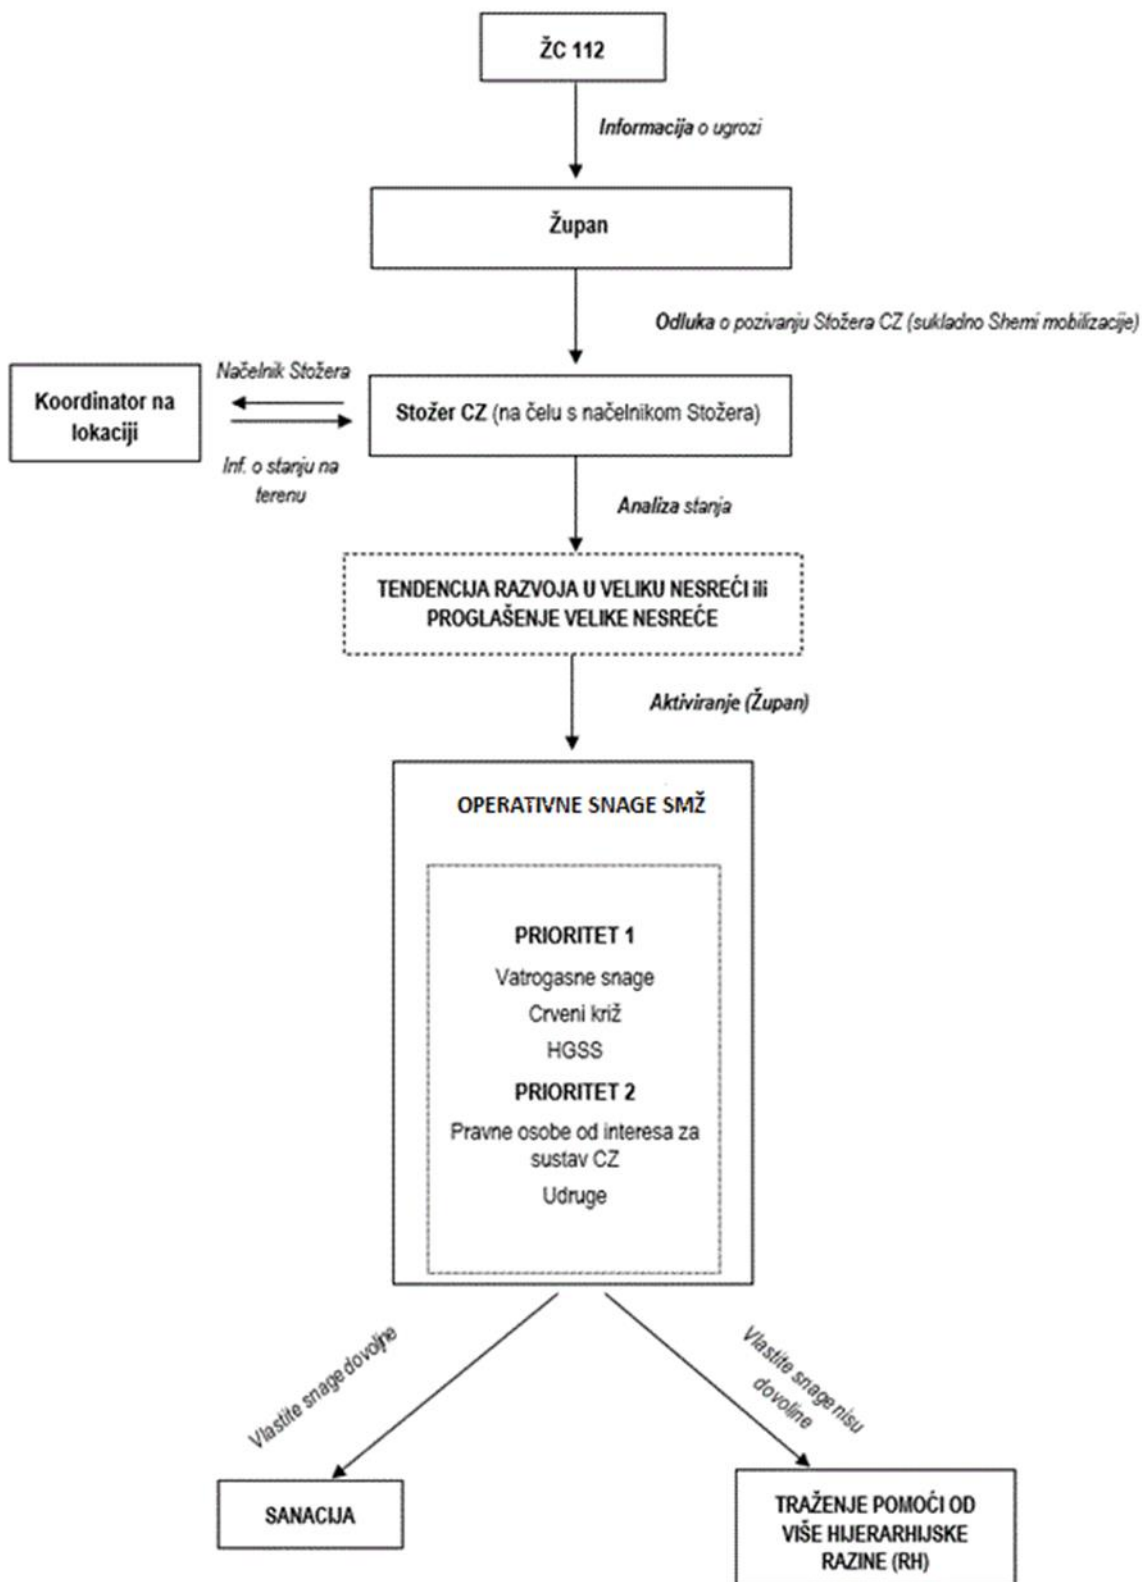 ŽC 112
Informacija o ugrozi
Župan
Odluka o pozivanju Stožera CZ (sukladno Shemi mobilizacije)
Načelnik Stožera
Koordinator na
lokaciji
Stožer CZ (na čelu s načelnikom Stožera)
Inf. o stanju na
terenu
Analiza stanja
TENDENCIJA RAZVOJA U VELIKU NESREĆI ili
PROGLAŠENJE VELIKE NESREĆE
Aktiviranje (Župan)
OPERATIVNE SNAGE SMŽ
PRIORITET 1
Vatrogasne snage
Crveni križ
HGSS
PRIORITET 2
Pravne osobe od interesa za
sustav CZ
Udruge
Vlastite snage dovoljne
Vlastite snage nisu
dovoljne
SANACIJA
TRAŽENJE POMOĆI OD
VIŠE HIJERARHIJSKE
RAZINE (RH)